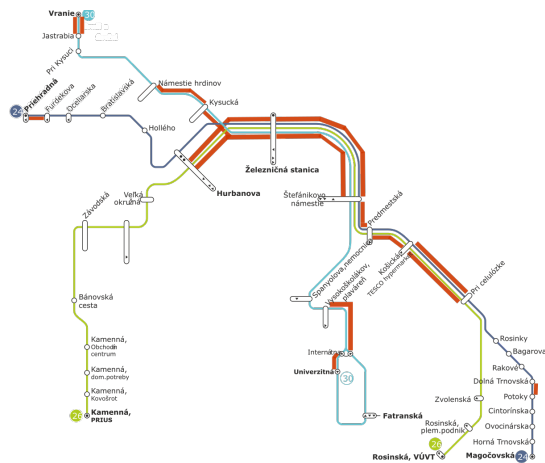 Vranie
30
Jastrabia
Pri Kysuci
24
Priehradná
Furdekova
Oceliarska
Bratislavská
Námestie hrdinov
Kysucká
Hollého
Železničná stanica
Hurbanova
Veľká
okružná
Závodská
Štefánikovo
námestie
Predmestská
Košická
TESCO hypermarket
Pri celulózke
Spanyolova,nemocnica
Vysokoškolákov,
plaváreň
Bánovská
cesta
Kamenná,
Obchodné
centrum
Kamenná,
dom.potreby
Kamenná,
Kovošrot
26
Kamenná,
PRIUS
Internátna
Univerzitná
30
Fatranská
Rosinky
Bagarova
Rakové
Dolná Trnovská
Potoky
Cintorínska
Ovocinárska
Horná Trnovská
Magočovská
24
Zvolenská
Rosinská,
plem.podnik
26
Rosinská, VÚVT